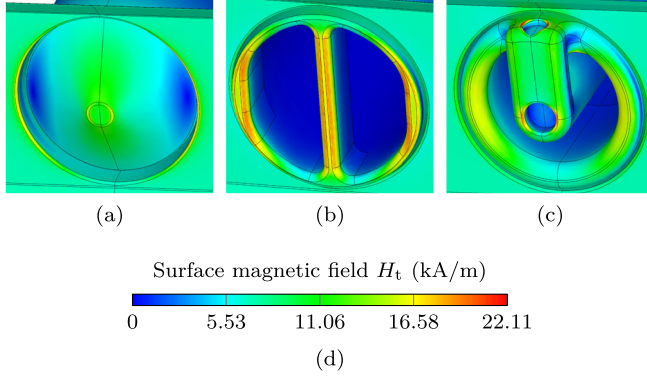 (a) (b) (c)
Surface magnetic field Ht (kA/m)
0 5.53 11.06 16.58 22.11
(d)